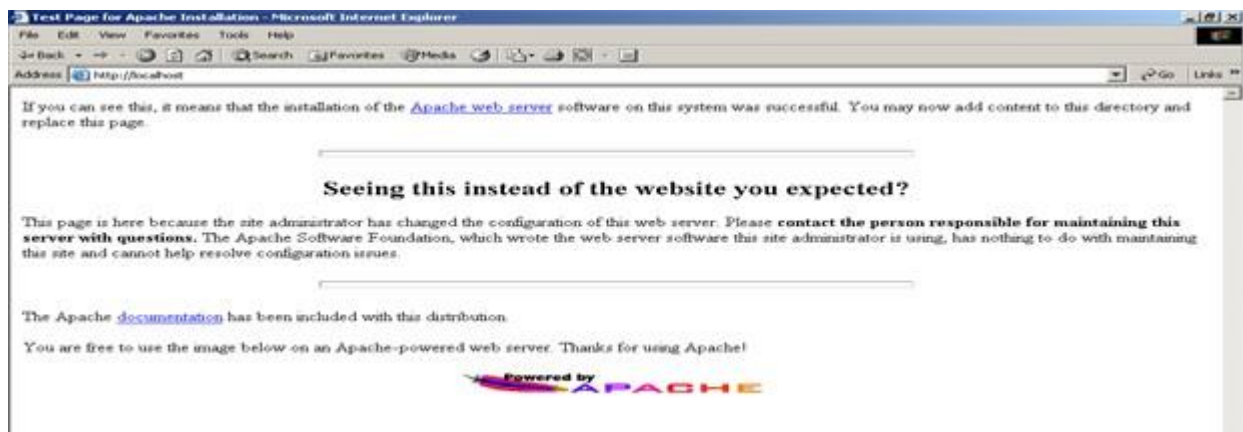 Test Page for Apache Installation - Microsoft Internet Explorer
File Edit View Favorites Tools Help
Back Search Favorites Media
Address http://localhost Go Links »
If you can see this, it means that the installation of the Apache web server software on this system was successful. You may now add content to this directory and
replace this page.
Seeing this instead of the website you expected?
This page is here because the site administrator has changed the configuration of this web server. Please contact the person responsible for maintaining this
server with questions. The Apache Software Foundation, which wrote the web server software this site administrator is using, has nothing to do with maintaining
this site and cannot help resolve configuration issues.
The Apache documentation has been included with this distribution.
You are free to use the image below on an Apache-powered web server. Thanks for using Apache!
Powered by
APACHE